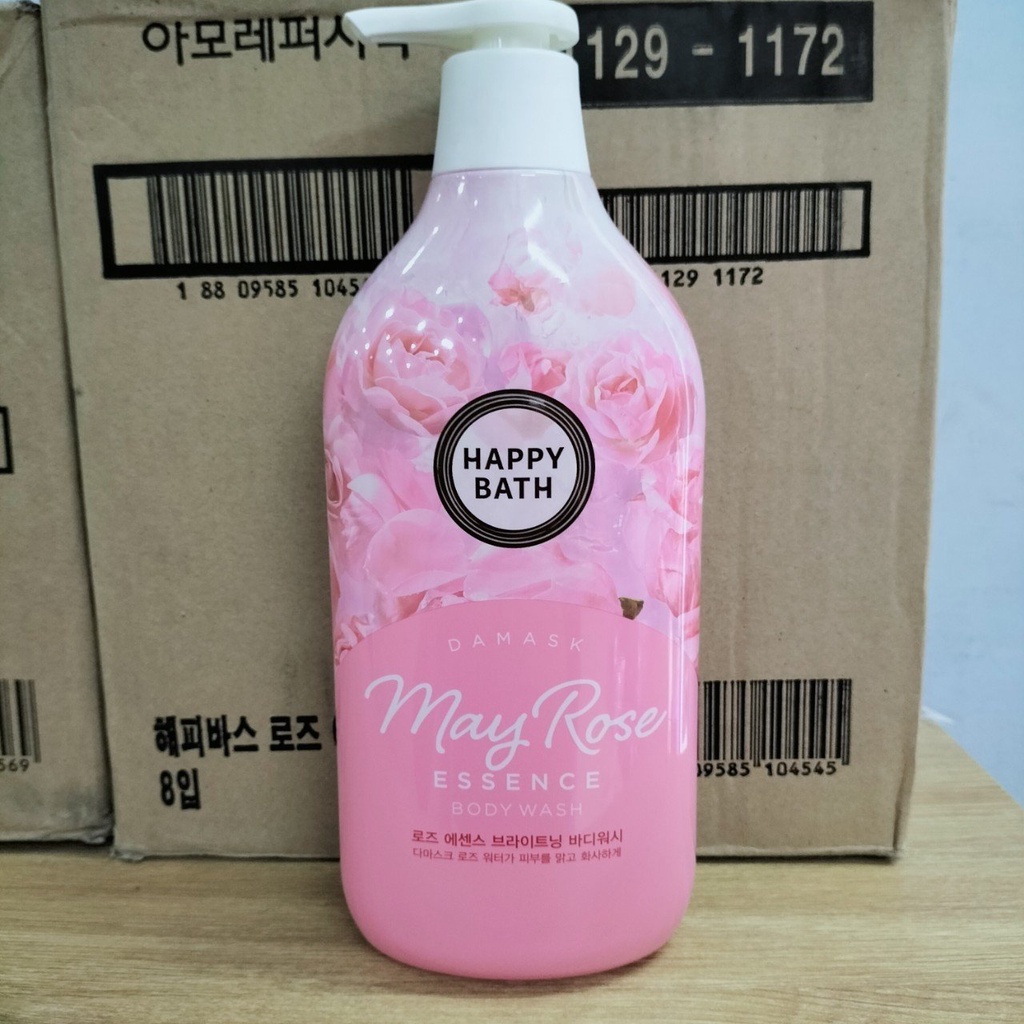 아모레퍼시픽
129 - 1172
1 88 09585 1045
129 1172
HAPPY
BATH
DAMASK
May Rose
ESSENCE
BODY WASH
로즈 에센스 브라이트닝 바디워시
다마스크 로즈 워터가 피부를 맑고 화사하게
해피바스 로즈
8입
09585 104545
569